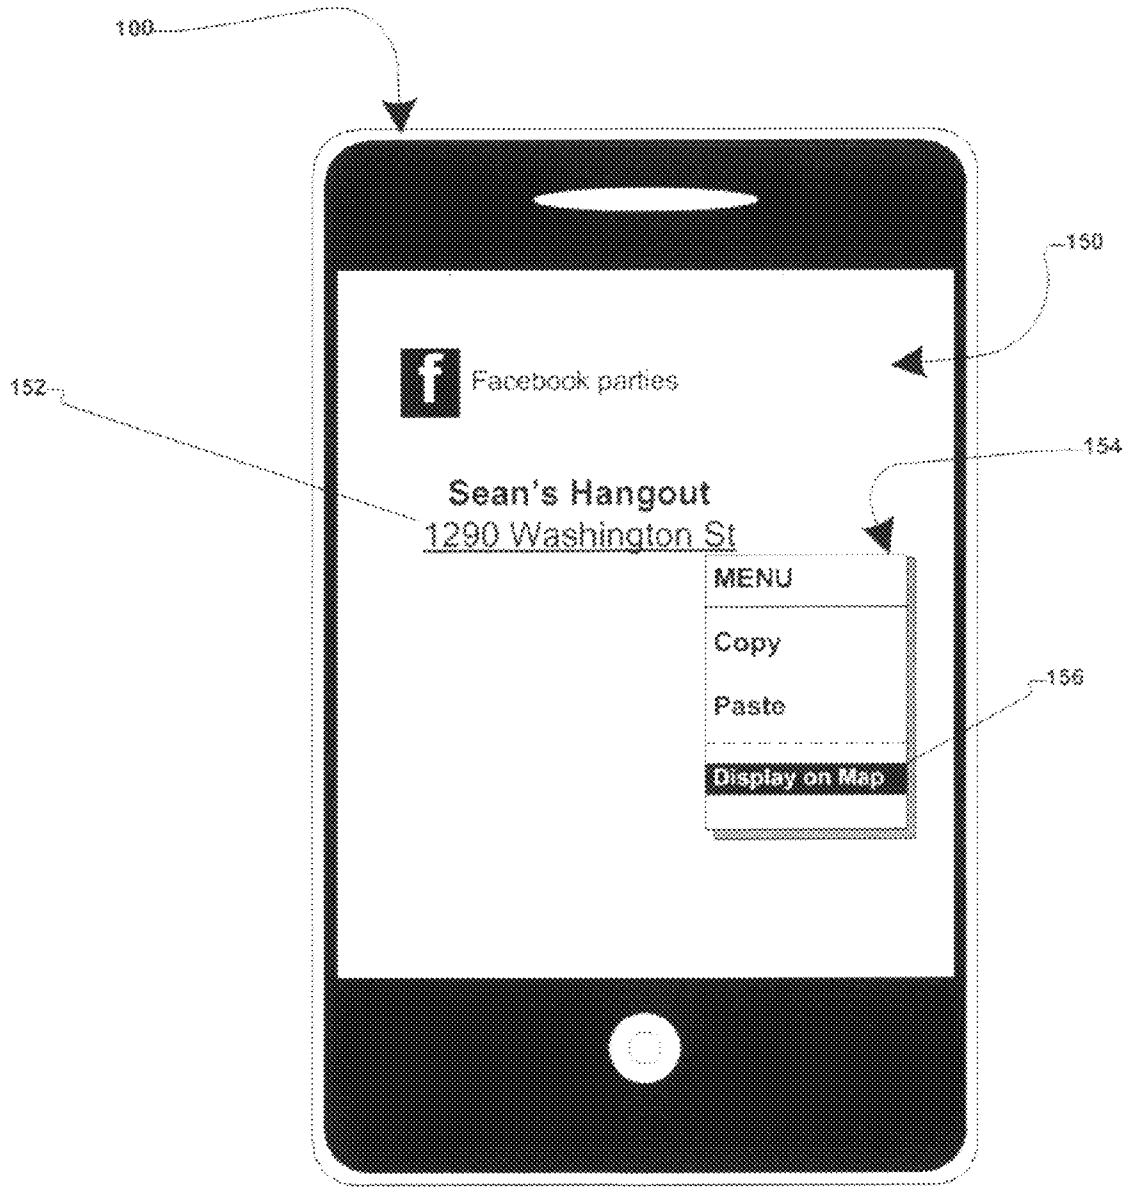 100
150
f Facebook parties
152
154
Sean's Hangout
1290 Washington St
MENU
Copy
Paste
156
Display on Map